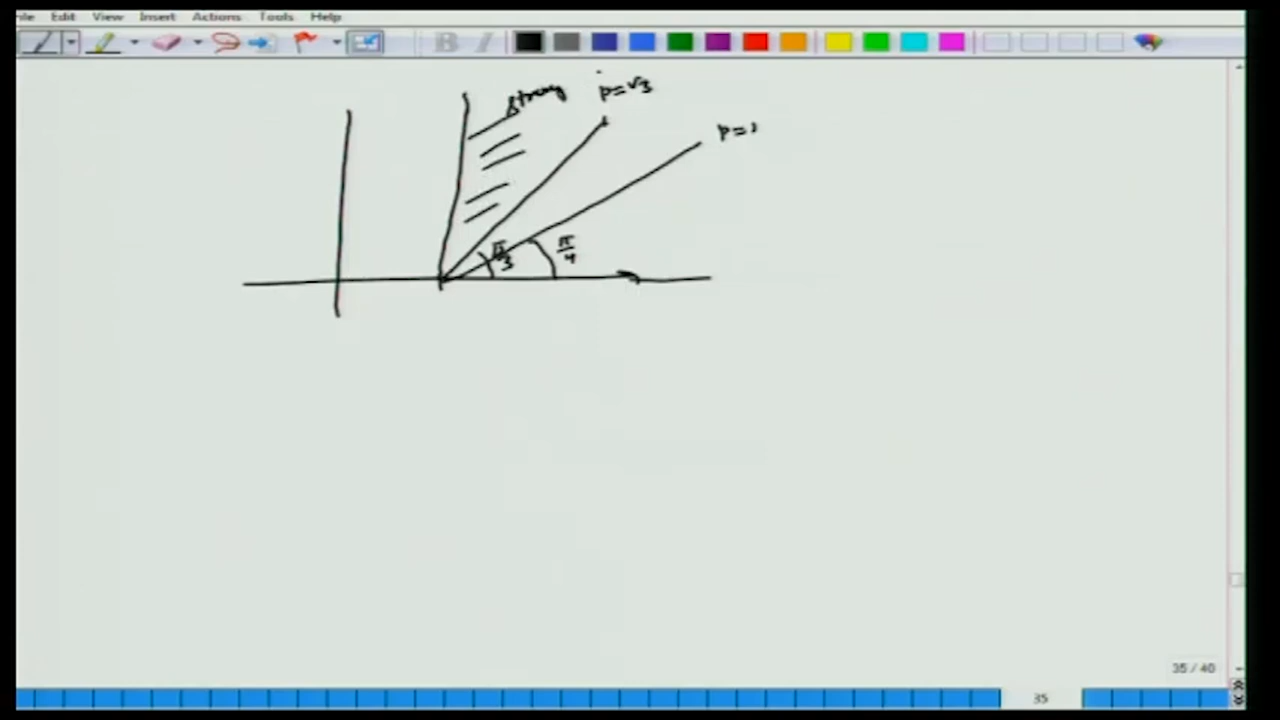 File Edit View Insert Actions Tools Help
B I
strong
p=√3
p=1
π/3
π/4
35 / 40
35